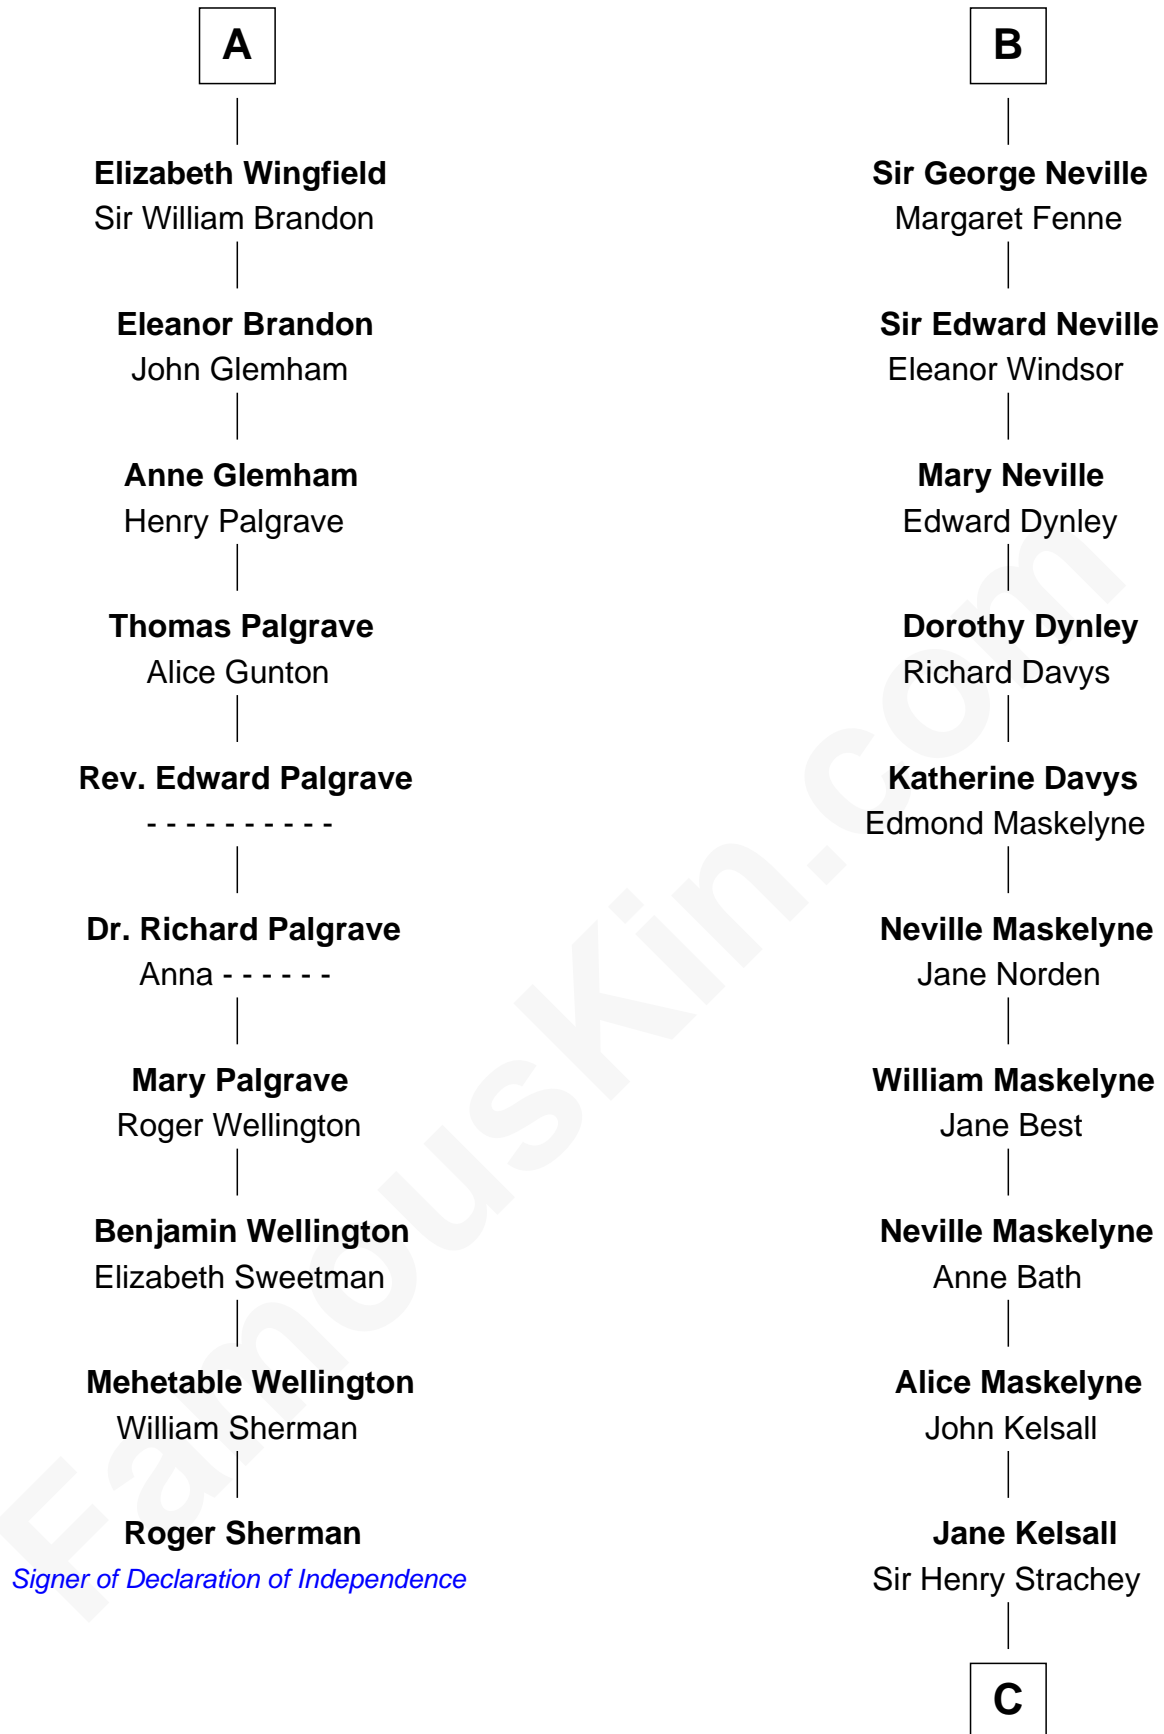 A
Elizabeth Wingfield
Sir William Brandon
Eleanor Brandon
John Glemham
Anne Glemham
Henry Palgrave
Thomas Palgrave
Alice Gunton
Rev. Edward Palgrave
- - - - - - - - - -
Dr. Richard Palgrave
Anna - - - - - -
Mary Palgrave
Roger Wellington
Benjamin Wellington
Elizabeth Sweetman
Mehetable Wellington
William Sherman
Roger Sherman
Signer of Declaration of Independence
B
Sir George Neville
Margaret Fenne
Sir Edward Neville
Eleanor Windsor
Mary Neville
Edward Dynley
Dorothy Dynley
Richard Davys
Katherine Davys
Edmond Maskelyne
Neville Maskelyne
Jane Norden
William Maskelyne
Jane Best
Neville Maskelyne
Anne Bath
Alice Maskelyne
John Kelsall
Jane Kelsall
Sir Henry Strachey
C
FamousKin.com